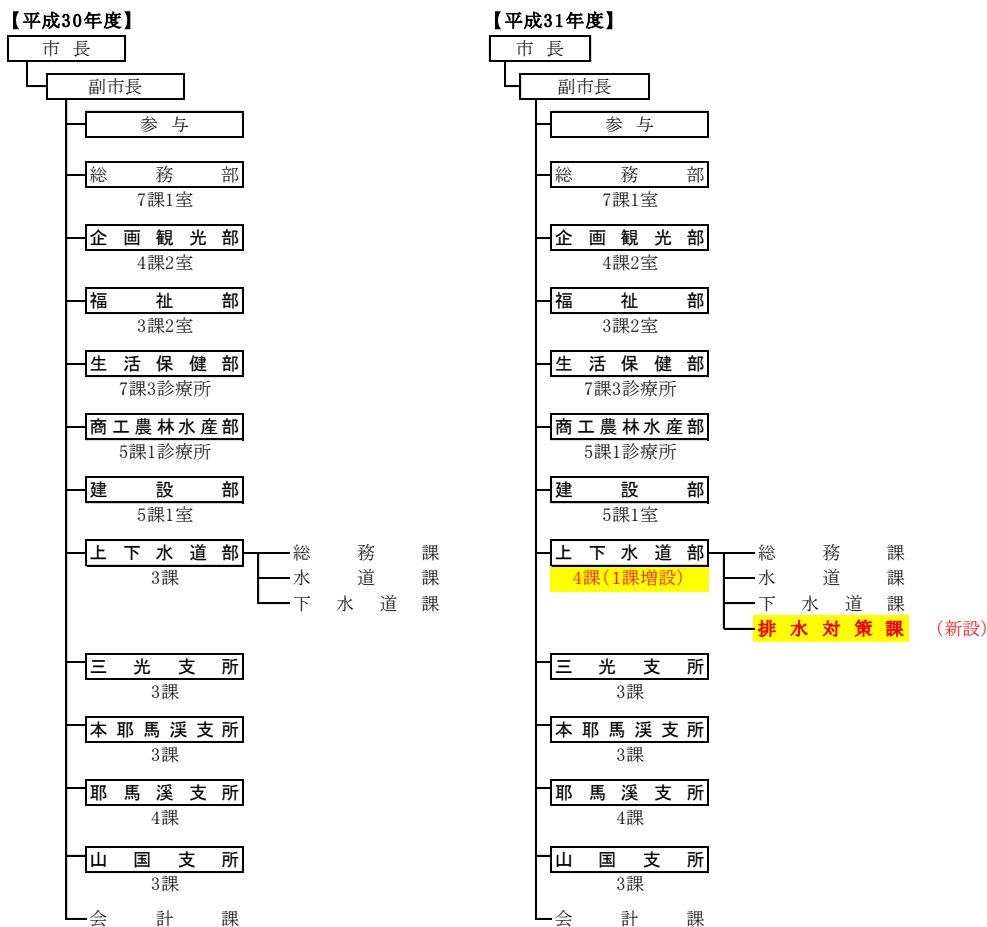 【平成30年度】
市長
副市長
参与
総務部
7課1室
企画観光部
4課2室
福祉部
3課2室
生活保健部
7課3診療所
商工農林水産部
5課1診療所
建設部
5課1室
上下水道部
3課
総務課
水道課
下水道課
三光支所
3課
本耶馬渓支所
3課
耶馬溪支所
4課
山国支所
3課
会計課
【平成31年度】
市長
副市長
参与
総務部
7課1室
企画観光部
4課2室
福祉部
3課2室
生活保健部
7課3診療所
商工農林水産部
5課1診療所
建設部
5課1室
上下水道部
4課(1課増設)
総務課
水道課
下水道課
排水対策課 (新設)
三光支所
3課
本耶馬渓支所
3課
耶馬溪支所
4課
山国支所
3課
会計課